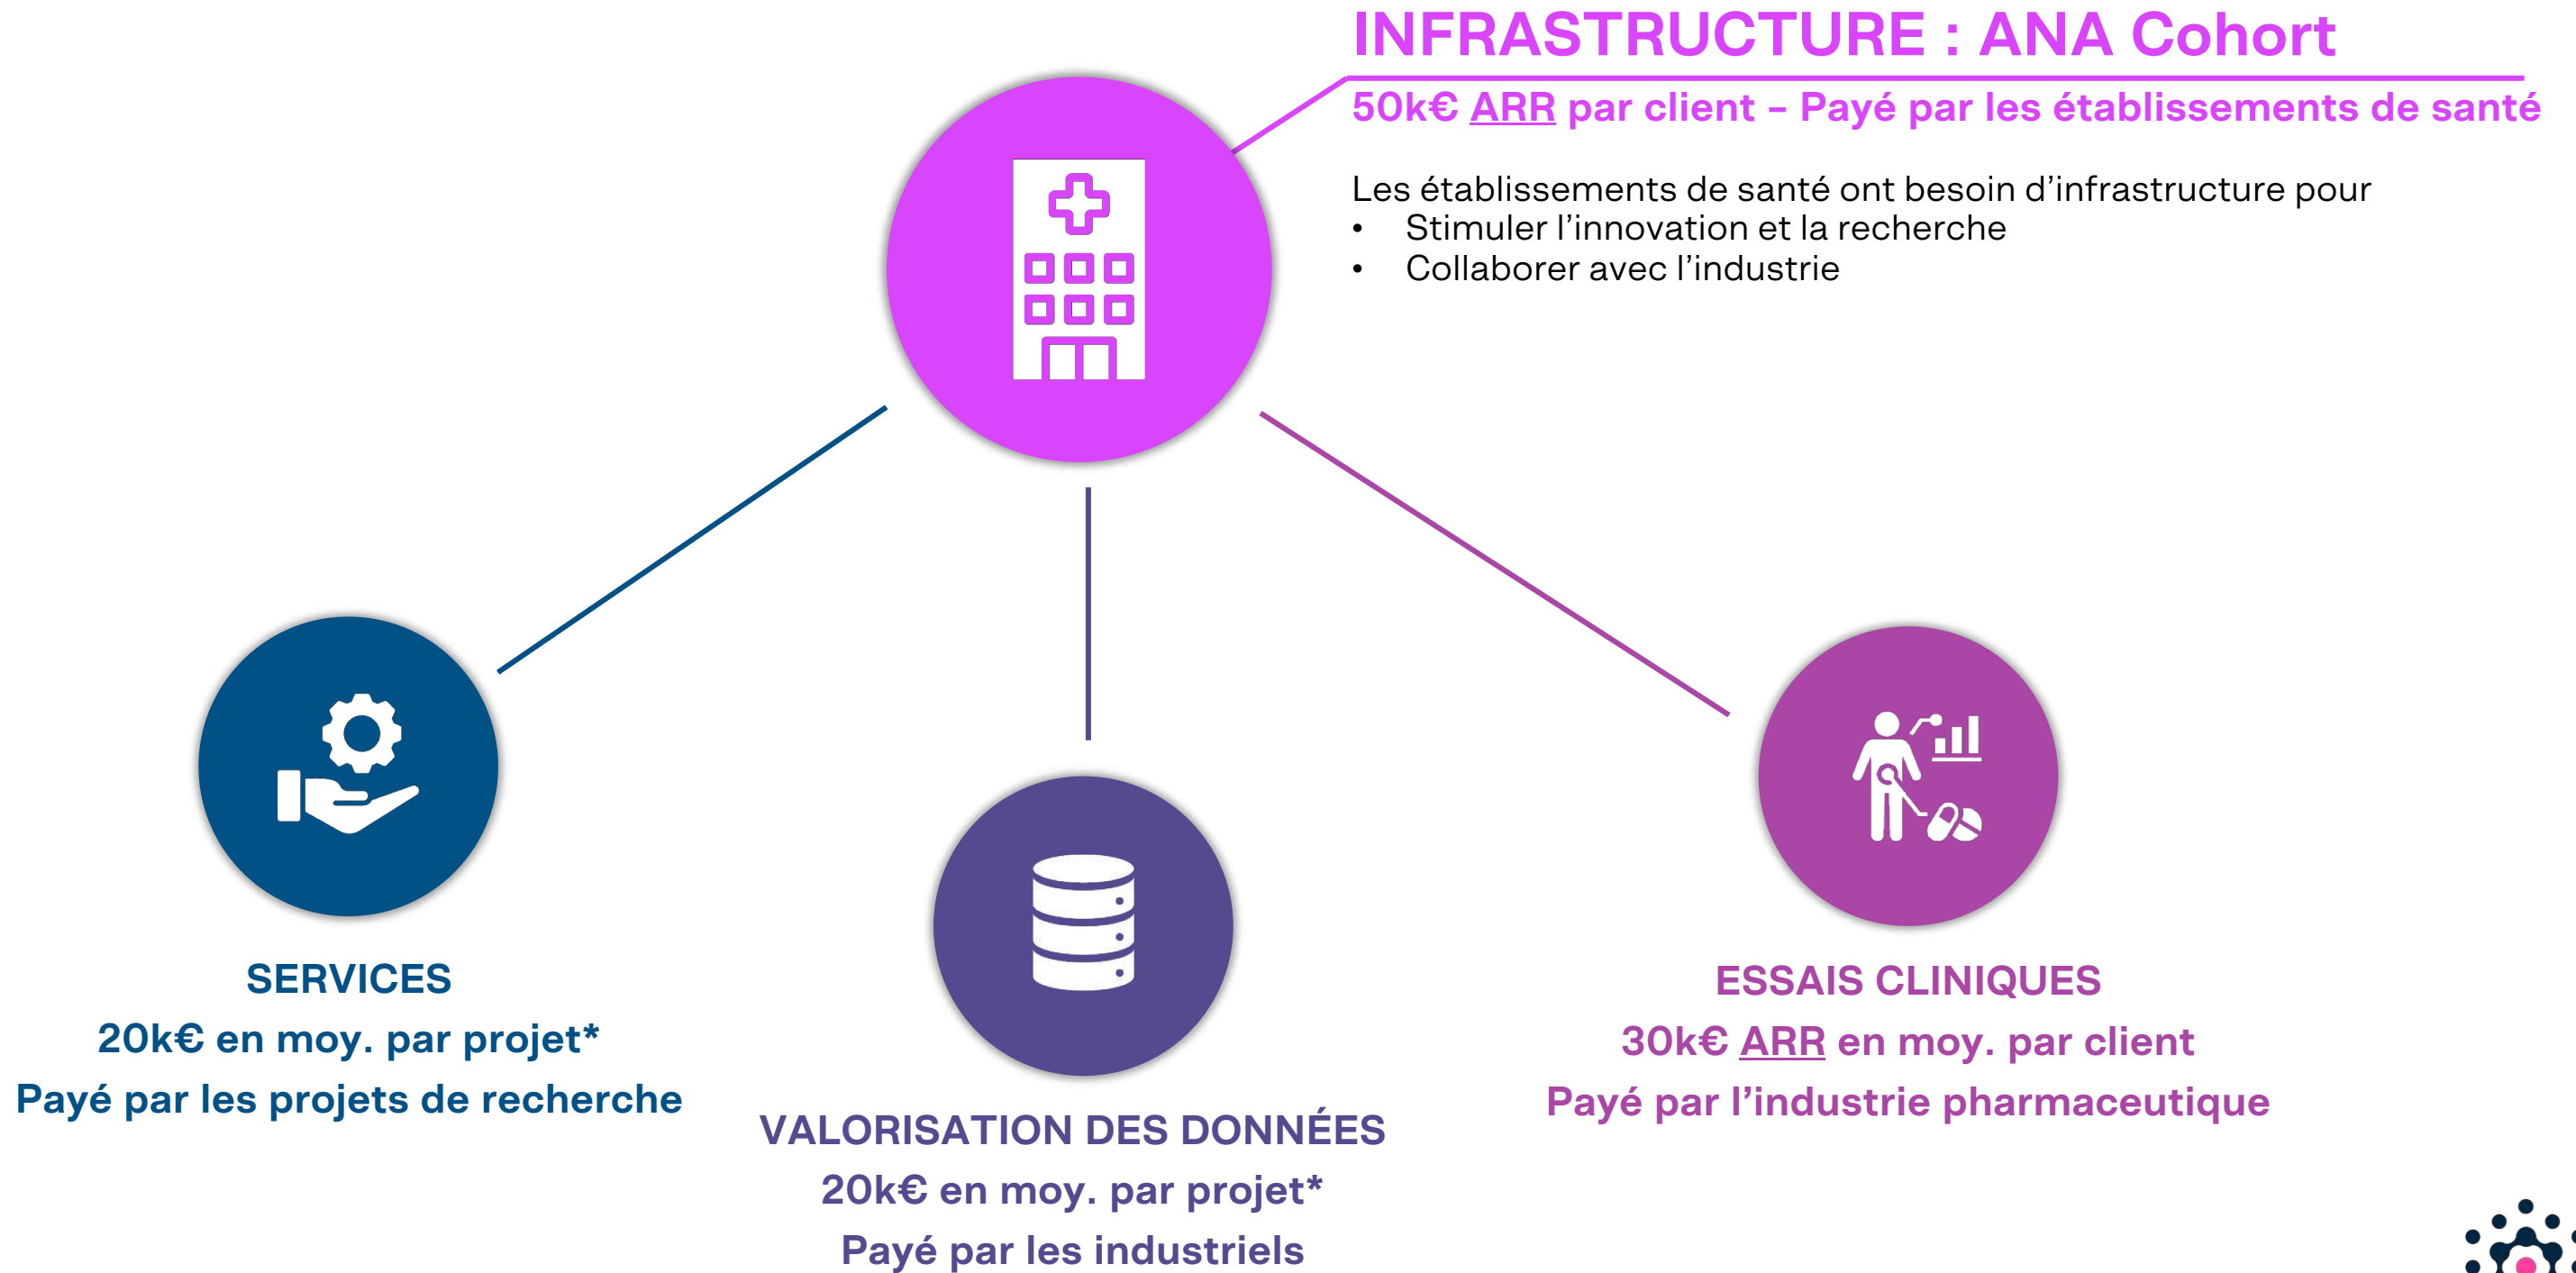 INFRASTRUCTURE : ANA Cohort
50k€ ARR par client – Payé par les établissements de santé
Les établissements de santé ont besoin d’infrastructure pour
• Stimuler l’innovation et la recherche
• Collaborer avec l’industrie
SERVICES
20k€ en moy. par projet*
Payé par les projets de recherche
VALORISATION DES DONNÉES
20k€ en moy. par projet*
Payé par les industriels
ESSAIS CLINIQUES
30k€ ARR en moy. par client
Payé par l’industrie pharmaceutique